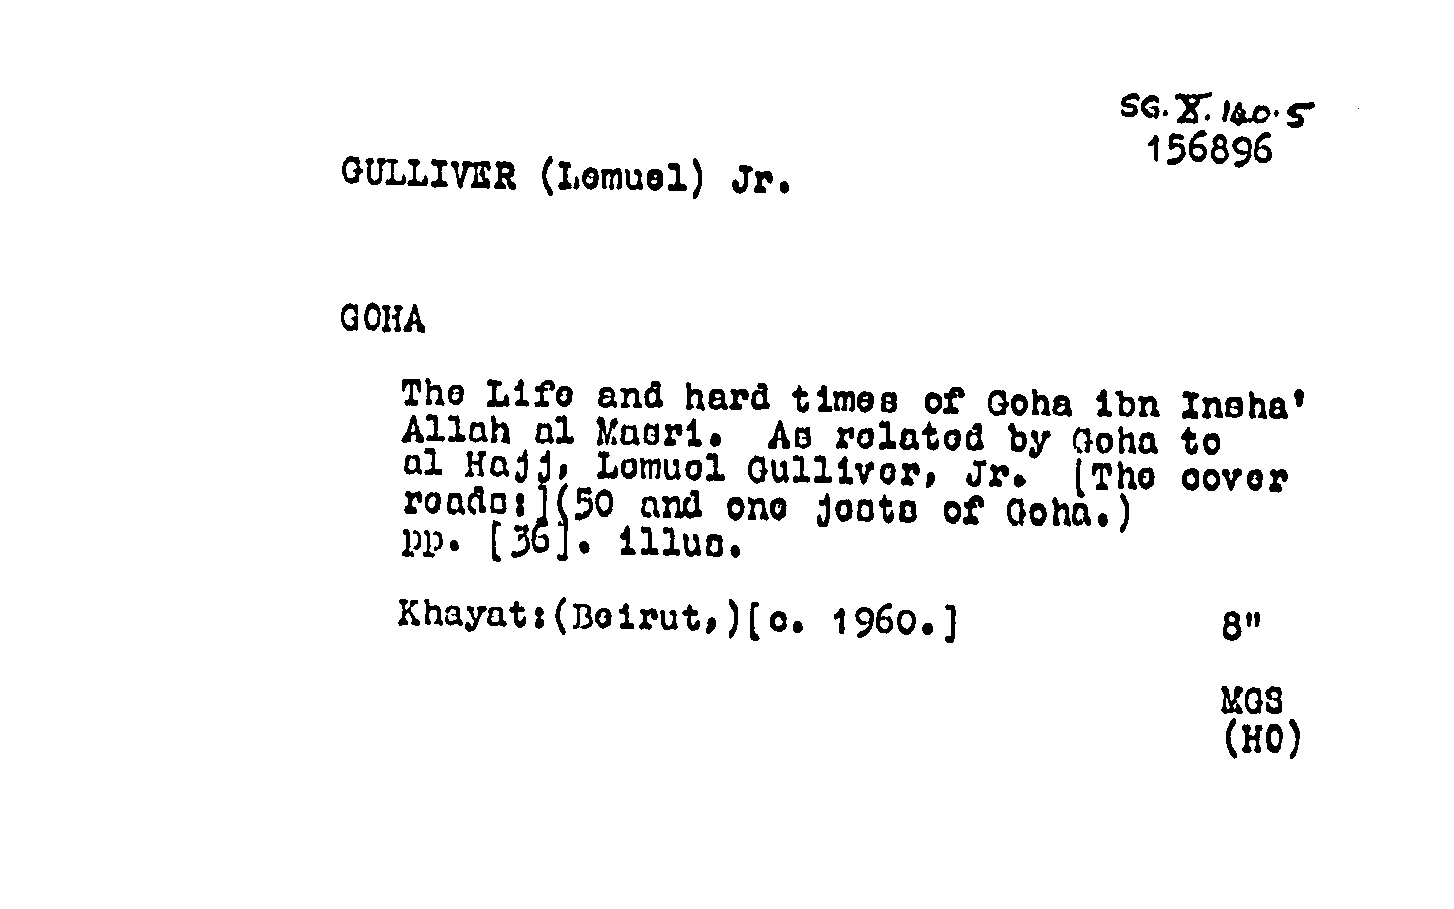 SG. X. 140.5
156896
GULLIVER (Lemuel) Jr.
GOHA
The Life and hard times of Goha ibn Insha'
Allah al Masri. As related by Goha to
al Hajj, Lemuel Gulliver, Jr. [The cover
reads:](50 and one jests of Goha.)
pp. [36]. illus.
Khayat:(Beirut,)[c. 1960.] 8"
MGS
(HO)